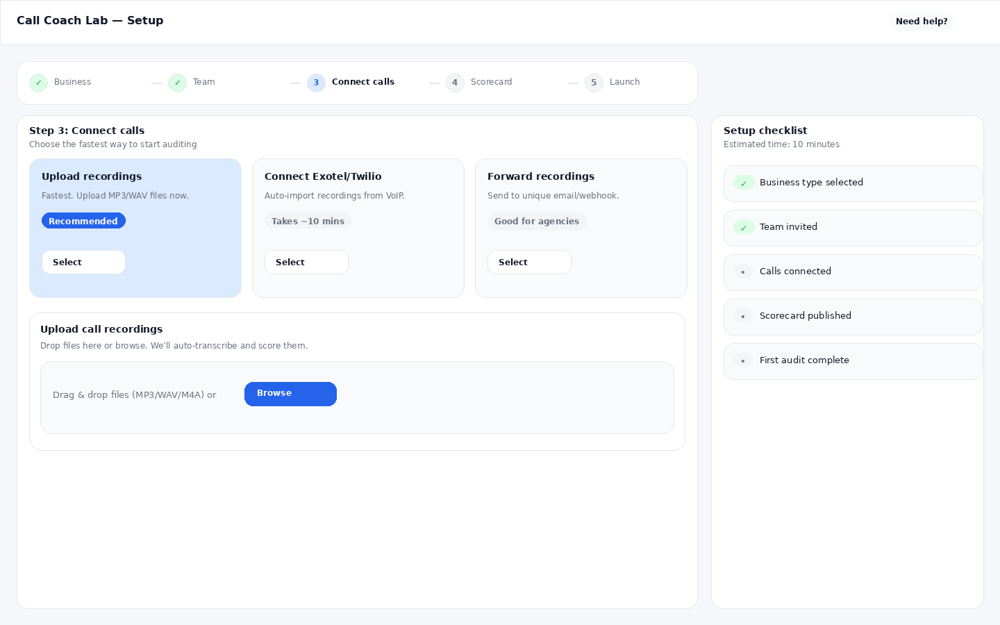 Call Coach Lab — Setup
Need help?
✓ Business
✓ Team
3 Connect calls
4 Scorecard
5 Launch
Step 3: Connect calls
Choose the fastest way to start auditing
Upload recordings
Fastest. Upload MP3/WAV files now.
Recommended
Select
Connect Exotel/Twilio
Auto-import recordings from VoIP.
Takes ~10 mins
Select
Forward recordings
Send to unique email/webhook.
Good for agencies
Select
Upload call recordings
Drop files here or browse. We’ll auto-transcribe and score them.
Drag & drop files (MP3/WAV/M4A) or
Browse
Setup checklist
Estimated time: 10 minutes
✓ Business type selected
✓ Team invited
• Calls connected
• Scorecard published
• First audit complete